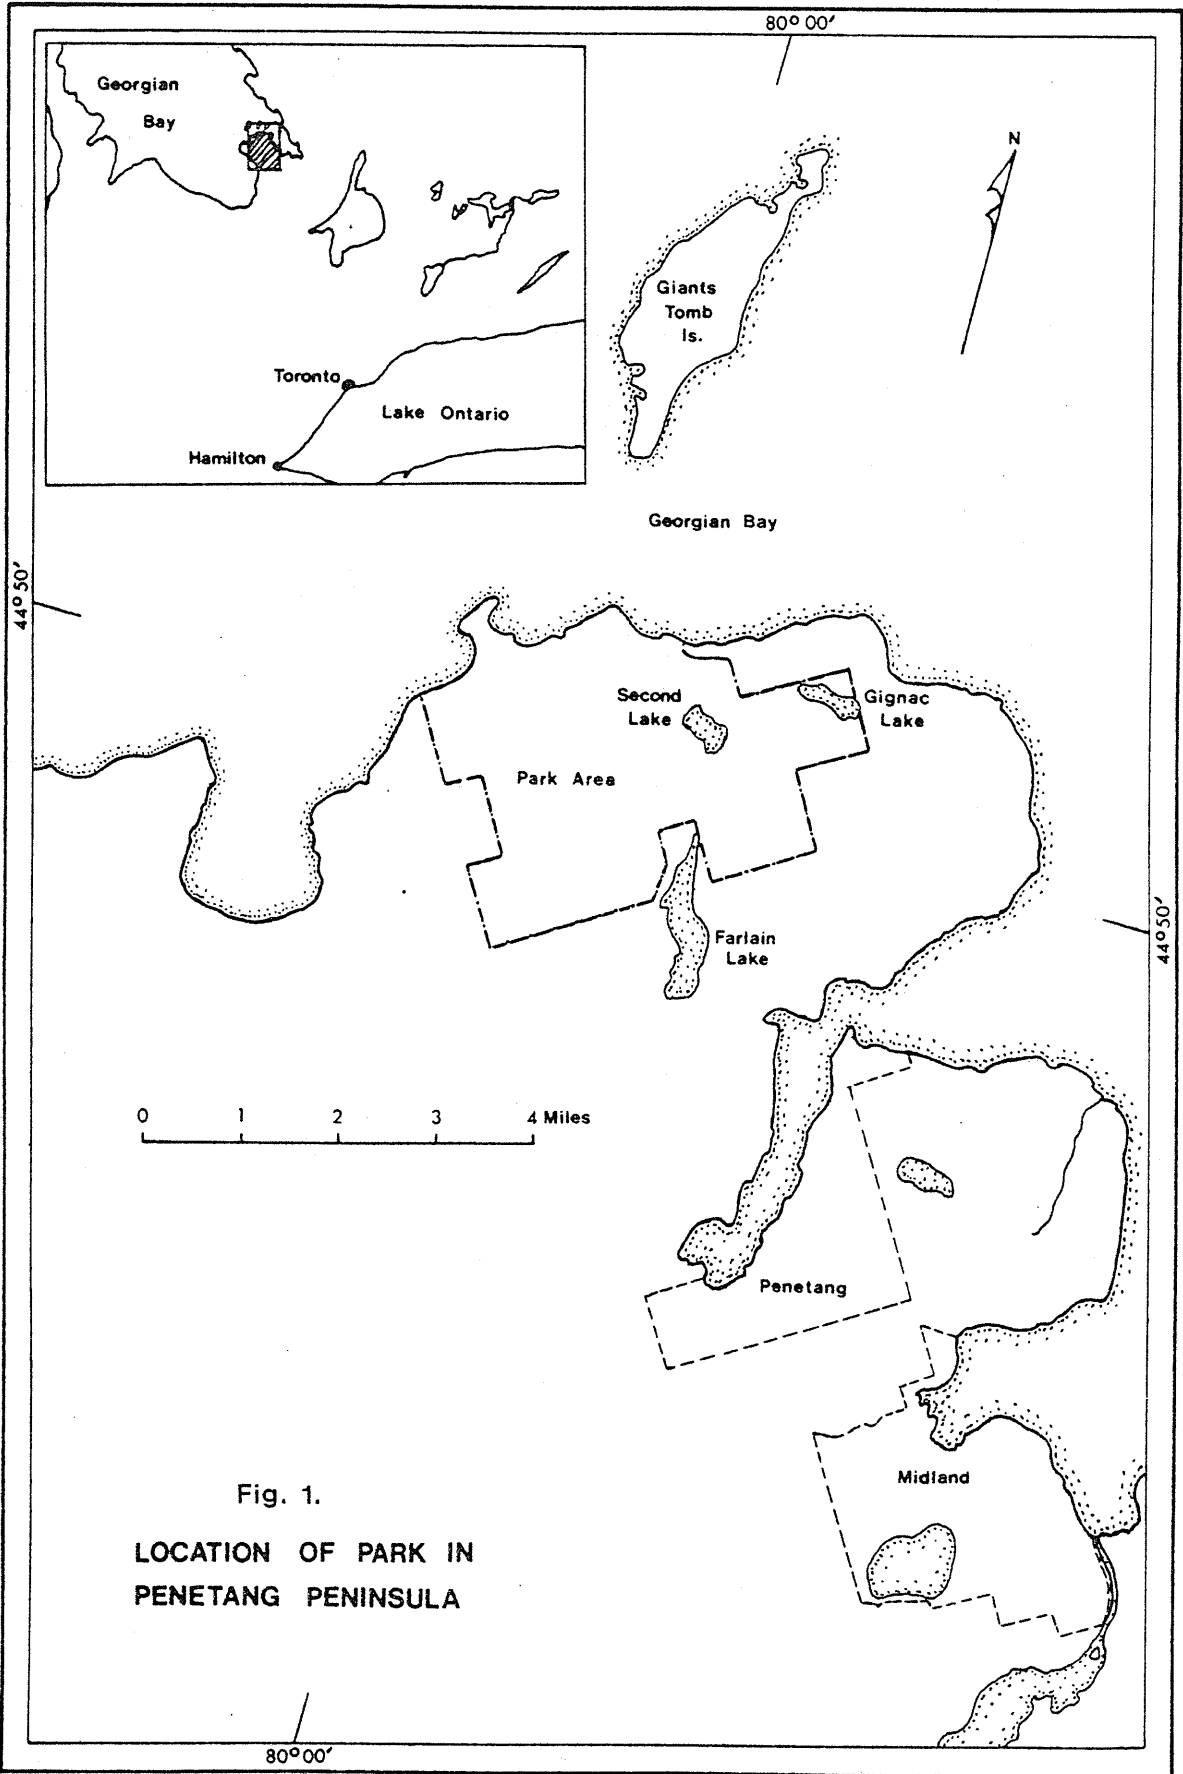 80° 00′
Georgian
Bay
N
Giants
Tomb
Is.
Toronto
Lake Ontario
Hamilton
Georgian Bay
44° 50′
Second
Lake
Gignac
Lake
Park Area
44° 50′
Farlain
Lake
0 1 2 3 4 Miles
Penetang
Midland
Fig. 1.
LOCATION OF PARK IN
PENETANG PENINSULA
80° 00′